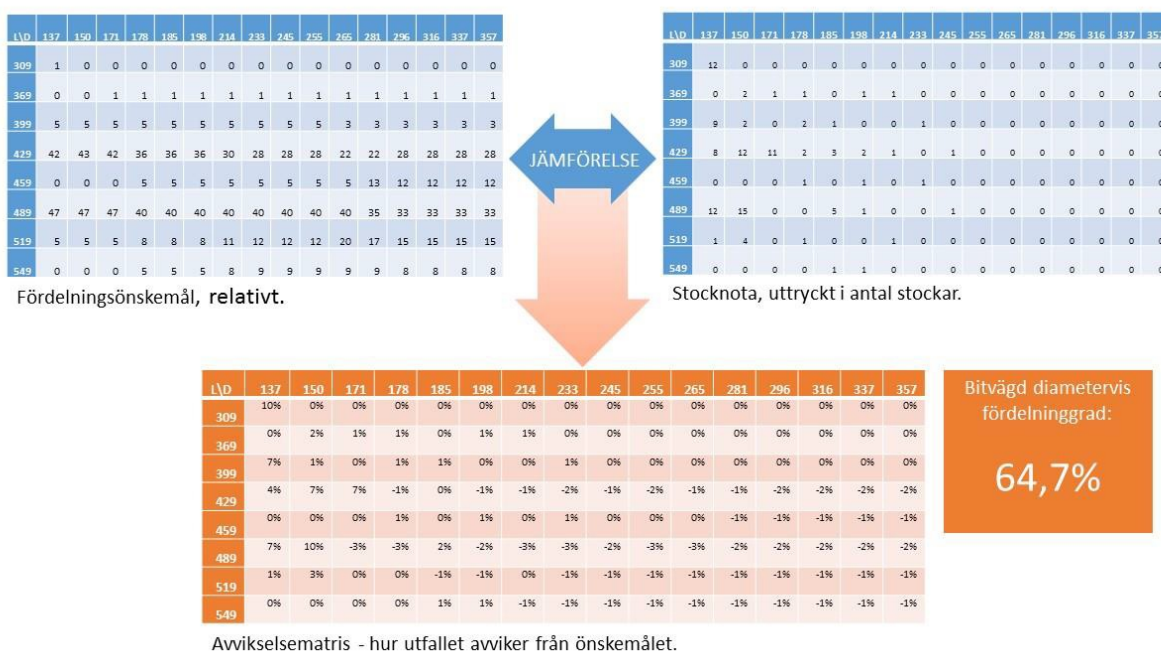 L\D 137 150 171 178 185 198 214 233 245 255 265 281 296 316 337 357
309 1 0 0 0 0 0 0 0 0 0 0 0 0 0 0 0
369 0 0 1 1 1 1 1 1 1 1 1 1 1 1 1 1
399 5 5 5 5 5 5 5 5 5 5 3 3 3 3 3 3
429 42 43 42 36 36 36 30 28 28 28 22 22 28 28 28 28
459 0 0 0 5 5 5 5 5 5 5 5 13 12 12 12 12
489 47 47 47 40 40 40 40 40 40 40 40 35 33 33 33 33
519 5 5 5 8 8 8 11 12 12 12 20 17 15 15 15 15
549 0 0 0 5 5 5 8 9 9 9 9 9 8 8 8 8
Fördelningsönskemål, relativt.
JÄMFÖRELSE
L\D 137 150 171 178 185 198 214 233 245 255 265 281 296 316 337 357
309 12 0 0 0 0 0 0 0 0 0 0 0 0 0 0 0
369 0 2 1 1 0 1 1 0 0 0 0 0 0 0 0 0
399 9 2 0 2 1 0 0 1 0 0 0 0 0 0 0 0
429 8 12 11 2 3 2 1 0 1 0 0 0 0 0 0 0
459 0 0 0 1 0 1 0 1 0 0 0 0 0 0 0 0
489 12 15 0 0 5 1 0 0 1 0 0 0 0 0 0 0
519 1 4 0 1 0 0 1 0 0 0 0 0 0 0 0 0
549 0 0 0 0 1 1 0 0 0 0 0 0 0 0 0 0
Stocknota, uttryckt i antal stockar.
L\D 137 150 171 178 185 198 214 233 245 255 265 281 296 316 337 357
309 10% 0% 0% 0% 0% 0% 0% 0% 0% 0% 0% 0% 0% 0% 0% 0%
369 0% 2% 1% 1% 0% 1% 1% 0% 0% 0% 0% 0% 0% 0% 0% 0%
399 7% 1% 0% 1% 1% 0% 0% 1% 0% 0% 0% 0% 0% 0% 0% 0%
429 4% 7% 7% -1% 0% -1% -1% -2% -1% -2% -1% -1% -2% -2% -2% -2%
459 0% 0% 0% 1% 0% 1% 0% 1% 0% 0% 0% -1% -1% -1% -1% -1%
489 7% 10% -3% -3% 2% -2% -3% -3% -2% -3% -3% -2% -2% -2% -2% -2%
519 1% 3% 0% 0% -1% -1% 0% -1% -1% -1% -1% -1% -1% -1% -1% -1%
549 0% 0% 0% 0% 1% 1% -1% -1% -1% -1% -1% -1% -1% -1% -1% -1%
Avvikselsematris - hur utfallet avviker från önskemålet.
Bitvägd diametervis
fördelninggrad:
64,7%